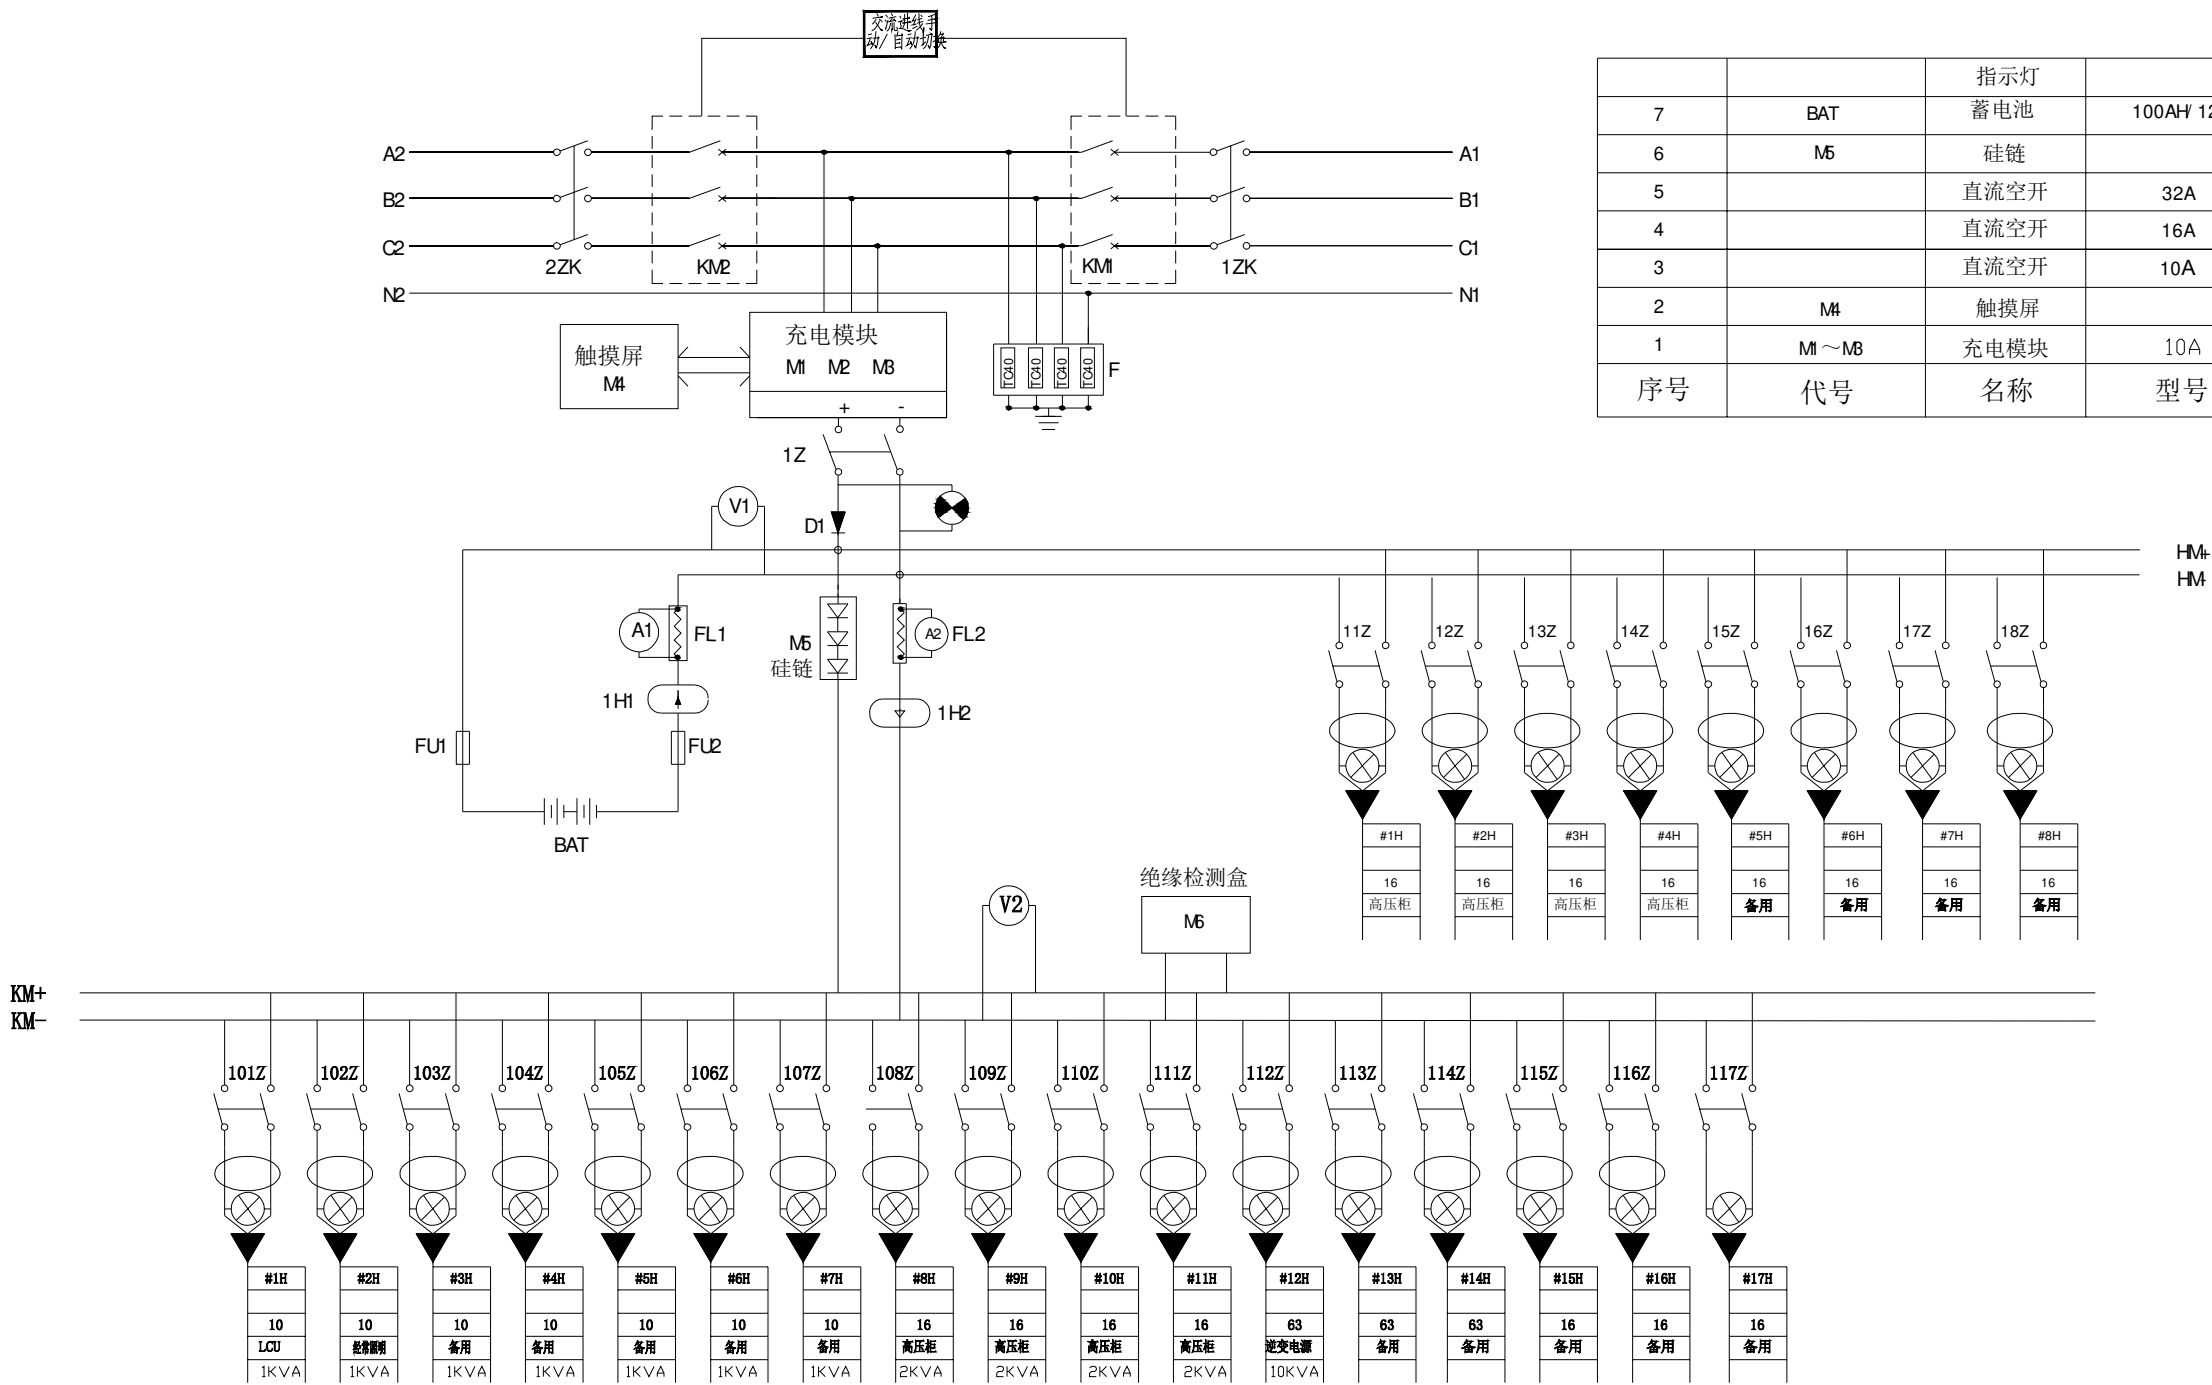 交流进线手
动/自动切换
A2
A1
B2
B1
C2
C1
2ZK
KM2
KM1
1ZK
N2
N1
指示灯
7 BAT 蓄电池 100AH/12
6 M5 硅链
5 直流空开 32A
4 直流空开 16A
3 直流空开 10A
2 M4 触摸屏
1 M1～M3 充电模块 10A
序号 代号 名称 型号
触摸屏
M4
充电模块
M1 M2 M3
+ -
TC40 TC40 TC40 TC40
F
1Z
V1
D1
HM+
HM-
A1
FL1
M5
硅链
A2
FL2
1H1
1H2
FU1
FU2
BAT
11Z 12Z 13Z 14Z 15Z 16Z 17Z 18Z
#1H #2H #3H #4H #5H #6H #7H #8H
16 16 16 16 16 16 16 16
高压柜 高压柜 高压柜 高压柜 备用 备用 备用 备用
绝缘检测盒
M6
V2
KM+
KM-
101Z 102Z 103Z 104Z 105Z 106Z 107Z 108Z 109Z 110Z 111Z 112Z 113Z 114Z 115Z 116Z 117Z
#1H #2H #3H #4H #5H #6H #7H #8H #9H #10H #11H #12H #13H #14H #15H #16H #17H
10 10 10 10 10 10 10 16 16 16 16 63 63 63 16 16 16
LCU 经常照明 备用 备用 备用 备用 备用 高压柜 高压柜 高压柜 高压柜 逆变电源 备用 备用 备用 备用 备用
1KVA 1KVA 1KVA 1KVA 1KVA 1KVA 1KVA 2KVA 2KVA 2KVA 2KVA 10KVA